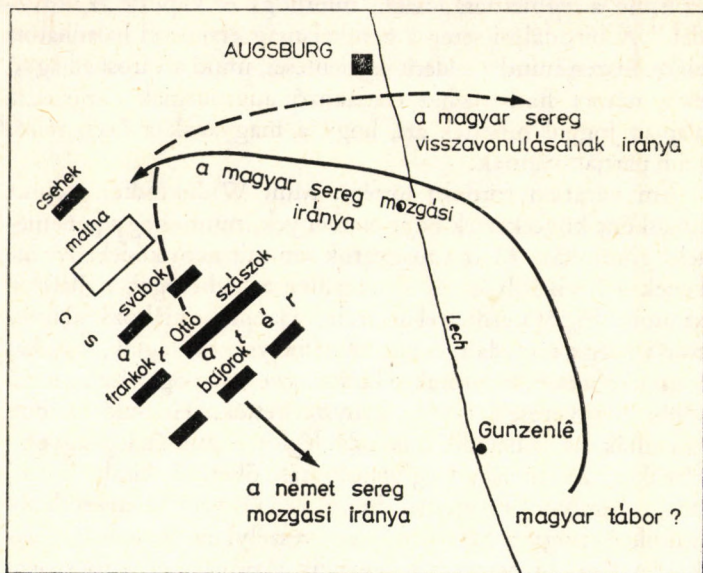 AUGSBURG
a magyar sereg
visszavonulásának iránya
a magyar sereg mozgási
iránya
csehek
málha
svábok
Ottó szászok
frankok
bajorok
csatatér
Lech
Gunzenlê
a német sereg
mozgási iránya
magyar tábor ?